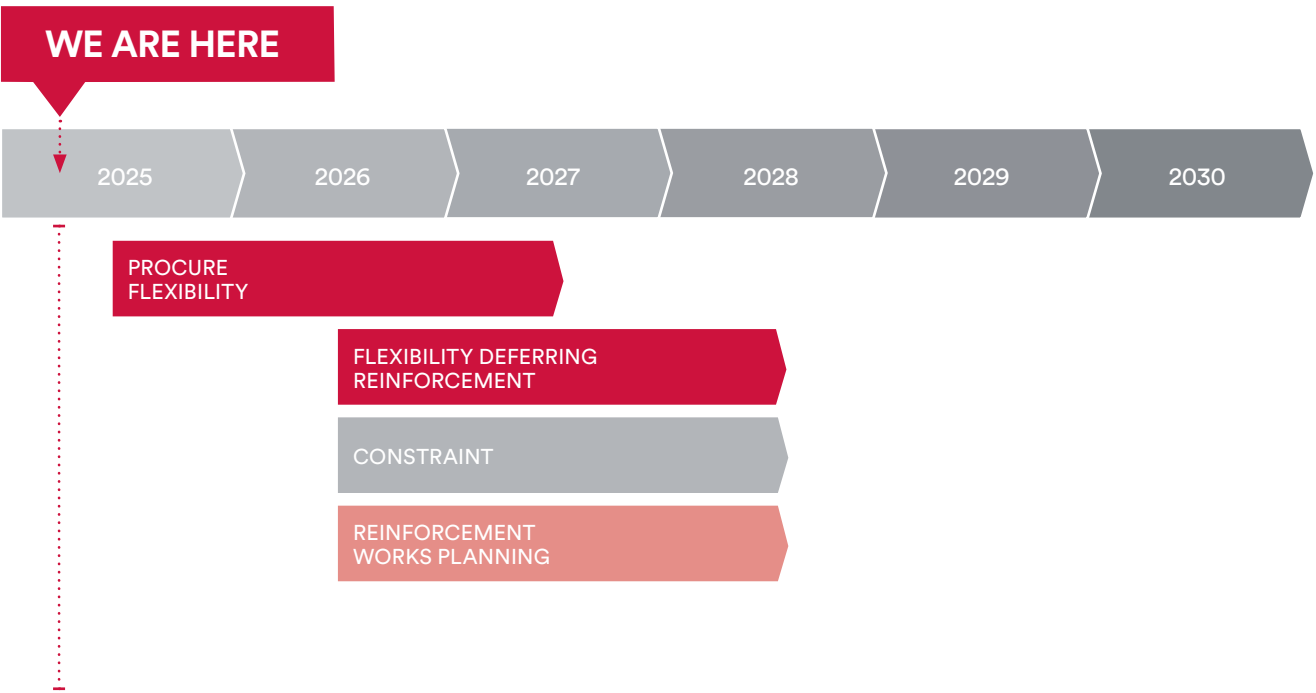 WE ARE HERE
2025
2026
2027
2028
2029
2030
PROCURE
FLEXIBILITY
FLEXIBILITY DEFERRING
REINFORCEMENT
CONSTRAINT
REINFORCEMENT
WORKS PLANNING